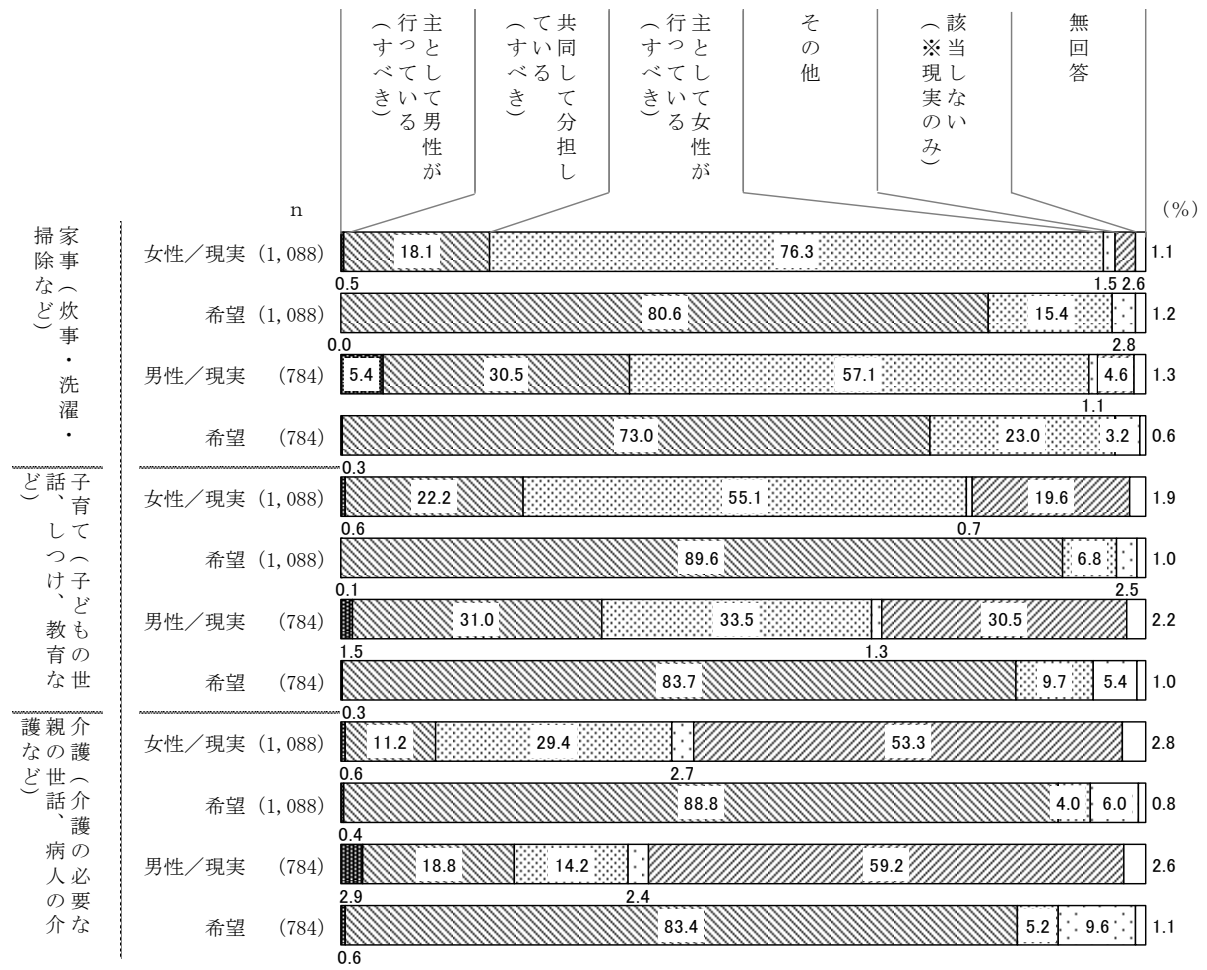 主として男性が
行っている
（すべき）
共同して分担し
ている
（すべき）
主として女性が
行っている
（すべき）
その他
該当しない
（※現実のみ）
無回答
n
(%)
家事（炊事・洗濯・
掃除など）
女性／現実 (1,088)
18.1
76.3
1.1
0.5
1.5
2.6
希望 (1,088)
80.6
15.4
1.2
0.0
2.8
男性／現実 (784)
5.4
30.5
57.1
4.6
1.3
1.1
希望 (784)
73.0
23.0
3.2
0.6
0.3
子育て（子どもの世
話、しつけ、教育な
ど）
女性／現実 (1,088)
22.2
55.1
19.6
1.9
0.6
0.7
希望 (1,088)
89.6
6.8
1.0
0.1
2.5
男性／現実 (784)
31.0
33.5
30.5
2.2
1.5
1.3
希望 (784)
83.7
9.7
5.4
1.0
0.3
介護（介護の必要な
親の世話、病人の介
護など）
女性／現実 (1,088)
11.2
29.4
53.3
2.8
0.6
2.7
希望 (1,088)
88.8
4.0
6.0
0.8
0.4
男性／現実 (784)
18.8
14.2
59.2
2.6
2.9
2.4
希望 (784)
83.4
5.2
9.6
1.1
0.6